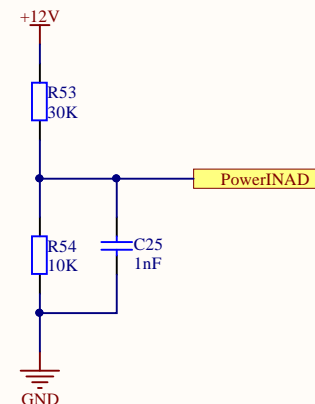 +12V
R53
30K
PowerINAD
R54
10K
C25
1nF
GND